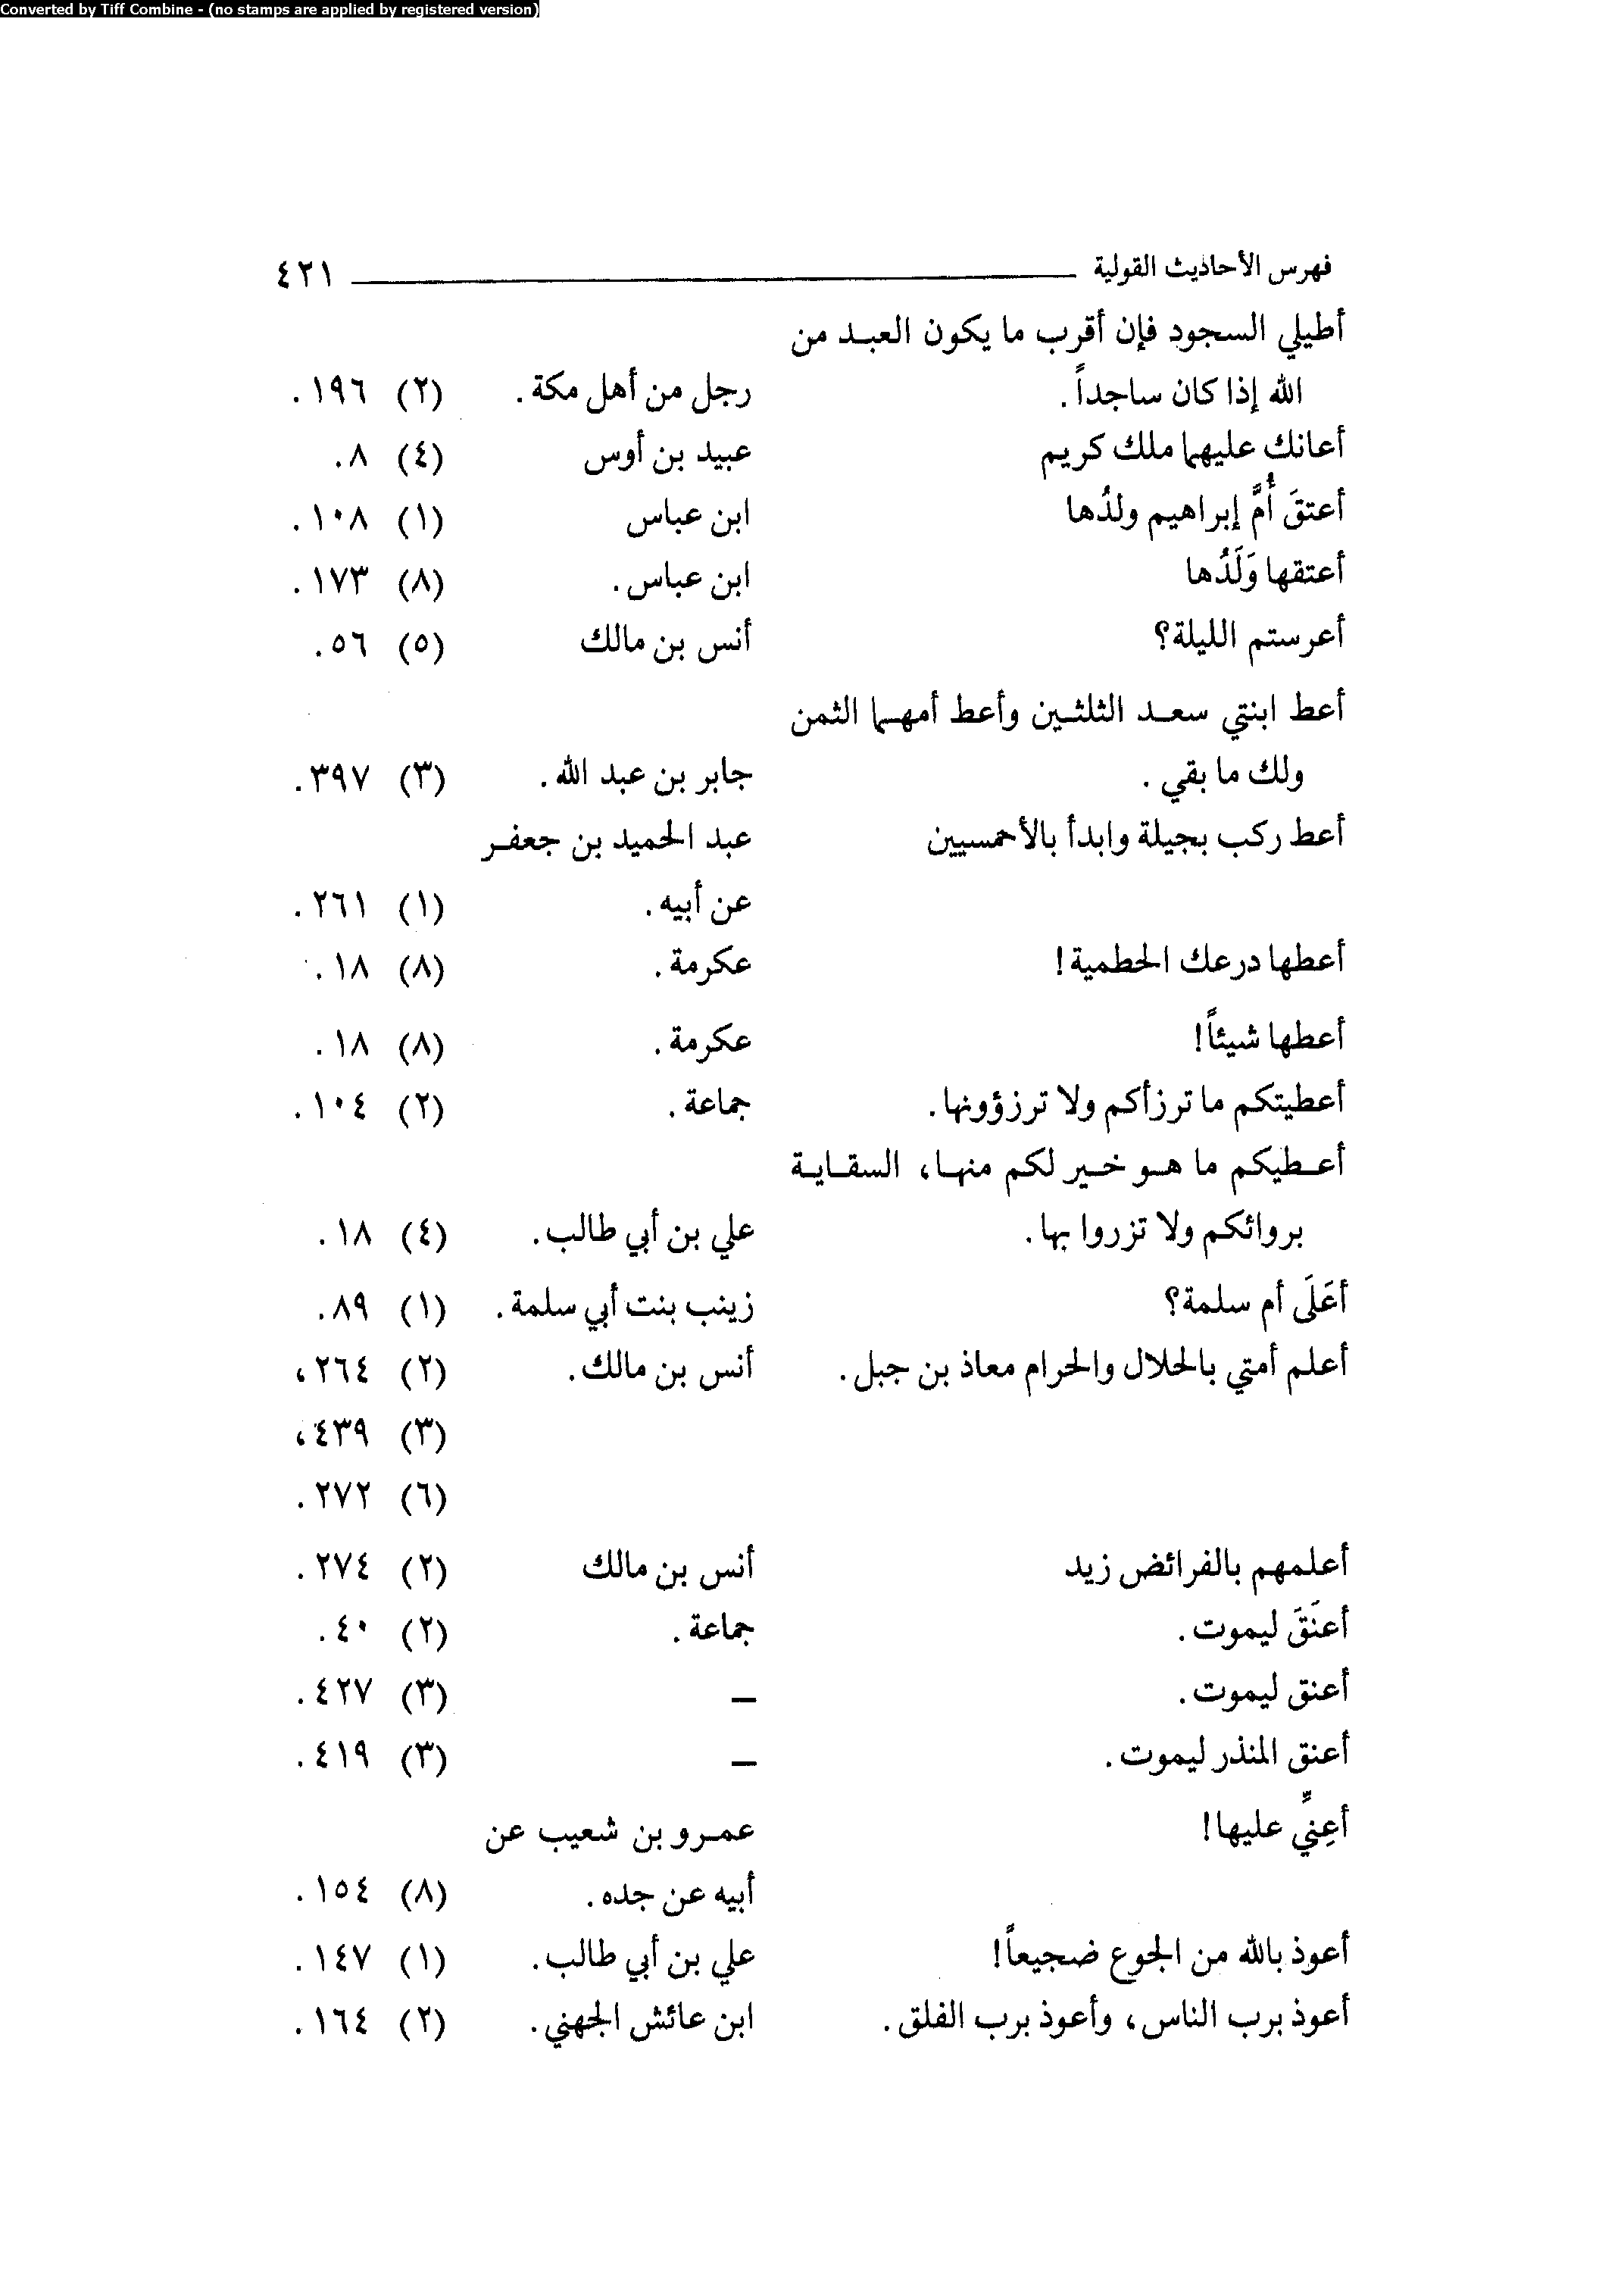 Converted by Tiff Combine - (no stamps are applied by registered version)
فهرس الأحاديث القولية ٤٢١
أطيلي السجود فإن أقرب ما يكون العبد من
الله إذا كان ساجداً. رجل من أهل مكة. (٢) ١٩٦.
أعانك عليهما ملك كريم عبيد بن أوس (٤) ٨.
أعتقَ أُمَّ إبراهيم ولدُها ابن عباس (١) ١٠٨.
أعتقها وَلَدُها ابن عباس. (٨) ١٧٣.
أعرستم الليلة؟ أنس بن مالك (٥) ٥٦.
أعط ابنتي سعد الثلثين وأعط أمهما الثمن
ولك ما بقي. جابر بن عبد الله. (٣) ٣٩٧.
أعط ركب بجيلة وابدأ بالأحمسيين عبد الحميد بن جعفر
عن أبيه. (١) ٢٦١.
أعطها درعك الحطمية! عكرمة. (٨) ١٨.
أعطها شيئاً! عكرمة. (٨) ١٨.
أعطيتكم ما ترزأكم ولا ترزؤونها. جماعة. (٢) ١٠٤.
أعطيكم ما هو خير لكم منها، السقاية
بروائكم ولا تزروا بها. علي بن أبي طالب. (٤) ١٨.
أعَلَى أم سلمة؟ زينب بنت أبي سلمة. (١) ٨٩.
أعلم أمتي بالحلال والحرام معاذ بن جبل. أنس بن مالك. (٢) ٢٦٤،
(٣) ٤٣٩،
(٦) ٢٧٢.
أعلمهم بالفرائض زيد أنس بن مالك (٢) ٢٧٤.
أعنَقَ ليموت. جماعة. (٢) ٤٠.
أعنق ليموت. – (٣) ٤٢٧.
أعنق المنذر ليموت. – (٣) ٤١٩.
أعِنِّي عليها! عمرو بن شعيب عن
أبيه عن جده. (٨) ١٥٤.
أعوذ بالله من الجوع ضجيعاً! علي بن أبي طالب. (١) ١٤٧.
أعوذ برب الناس، وأعوذ برب الفلق. ابن عائش الجهني. (٢) ١٦٤.